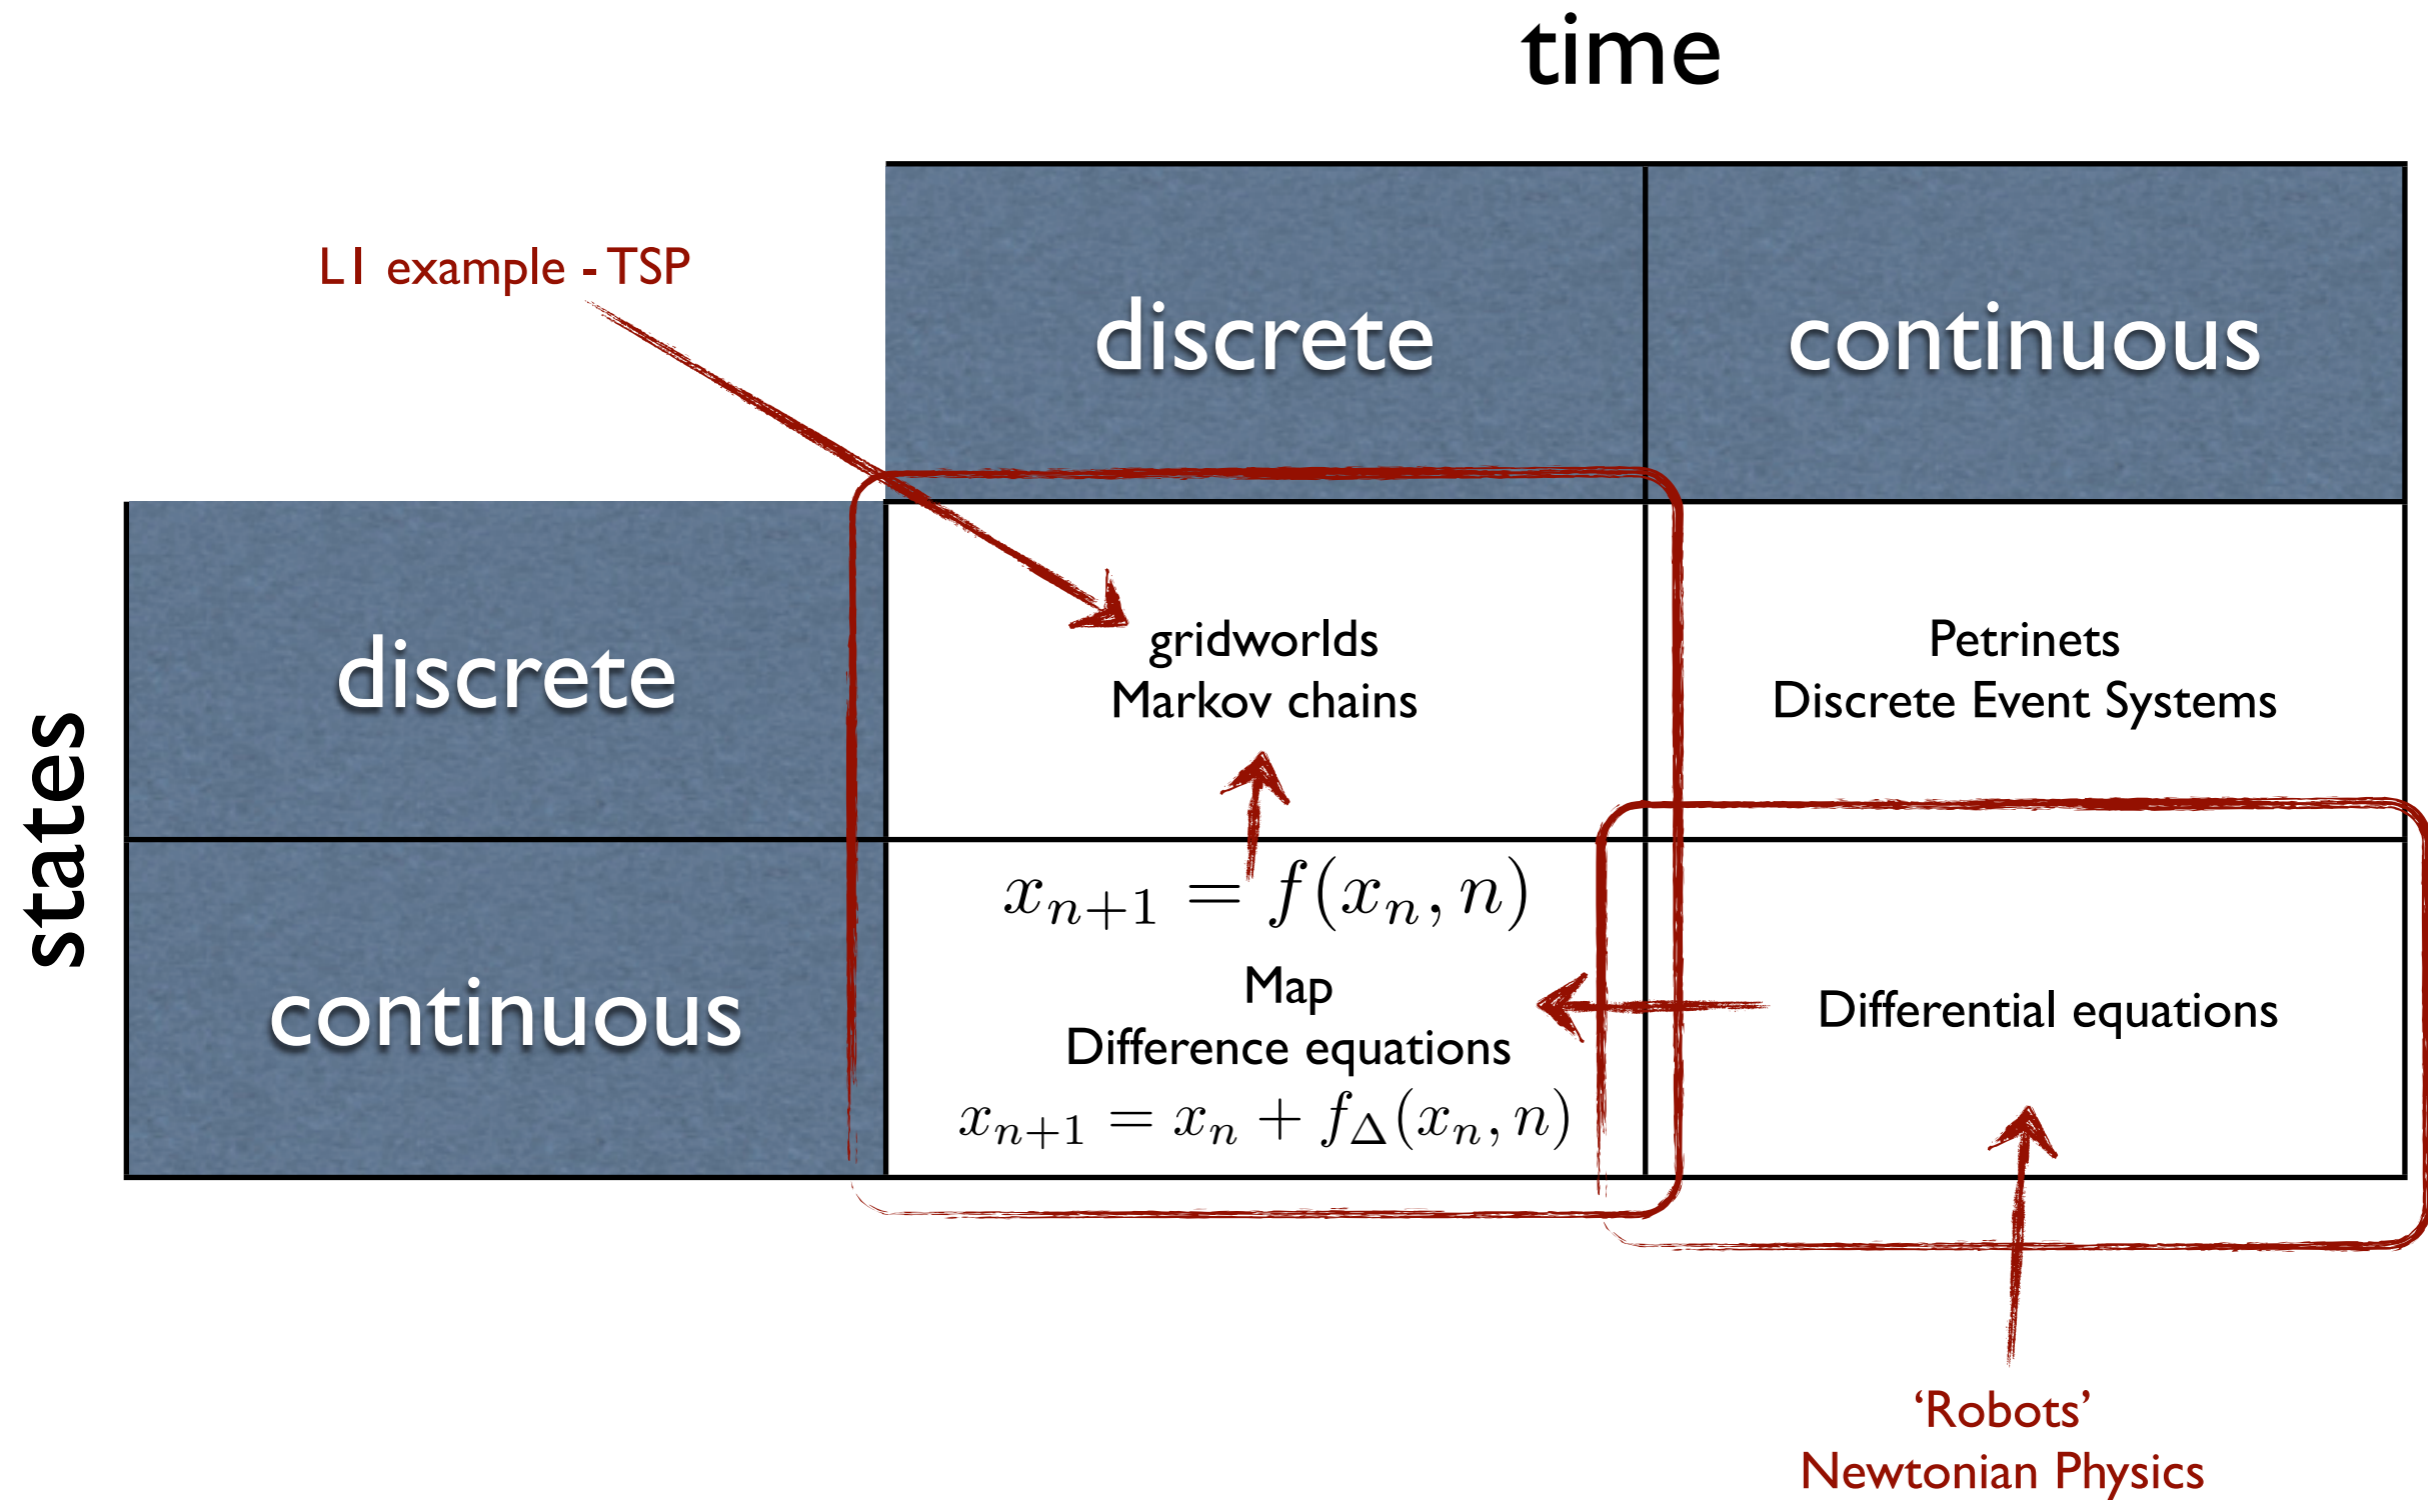 time
L1 example - TSP
discrete
continuous
states
discrete
gridworlds
Markov chains
Petrinets
Discrete Event Systems
continuous
x_{n+1} = f(x_n, n)
Map
Difference equations
x_{n+1} = x_n + f_Δ(x_n, n)
Differential equations
‘Robots’
Newtonian Physics